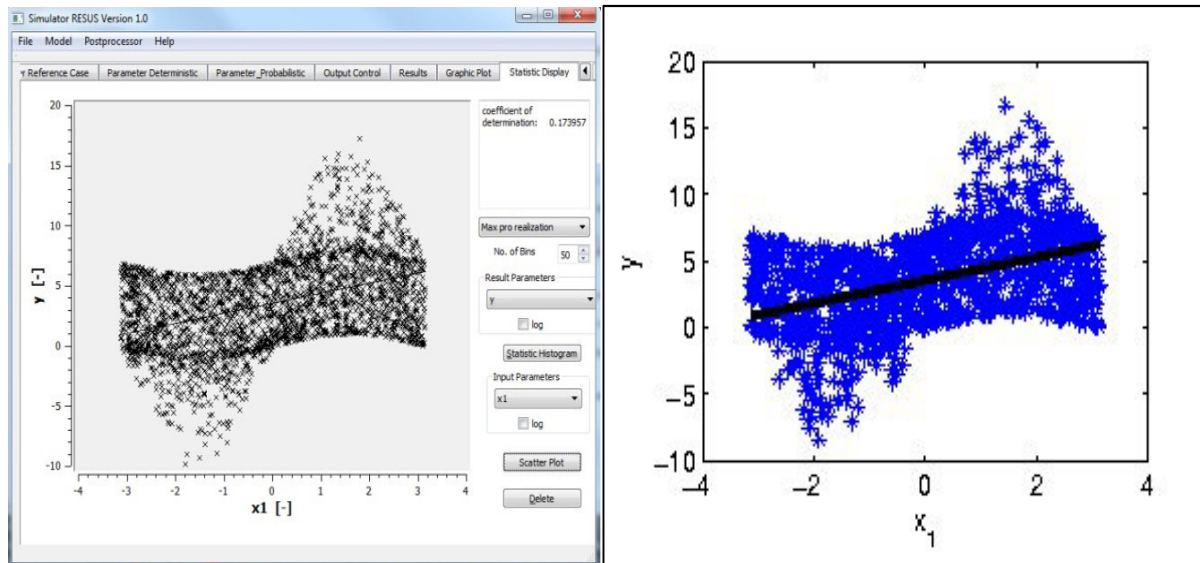 Simulator RESUS Version 1.0
File Model Postprocessor Help
Reference Case Parameter Deterministic Parameter_Probabilistic Output Control Results Graphic Plot Statistic Display
coefficient of
determination: 0.173957
Max pro realization
No. of Bins 50
Result Parameters
y
log
Statistic Histogram
Input Parameters
x1
log
Scatter Plot
Delete
20
15
10
5
0
-5
-10
y [-]
-4 -3 -2 -1 0 1 2 3 4
x1 [-]
20
15
10
5
0
−5
−10
y
−4 −2 0 2 4
x1